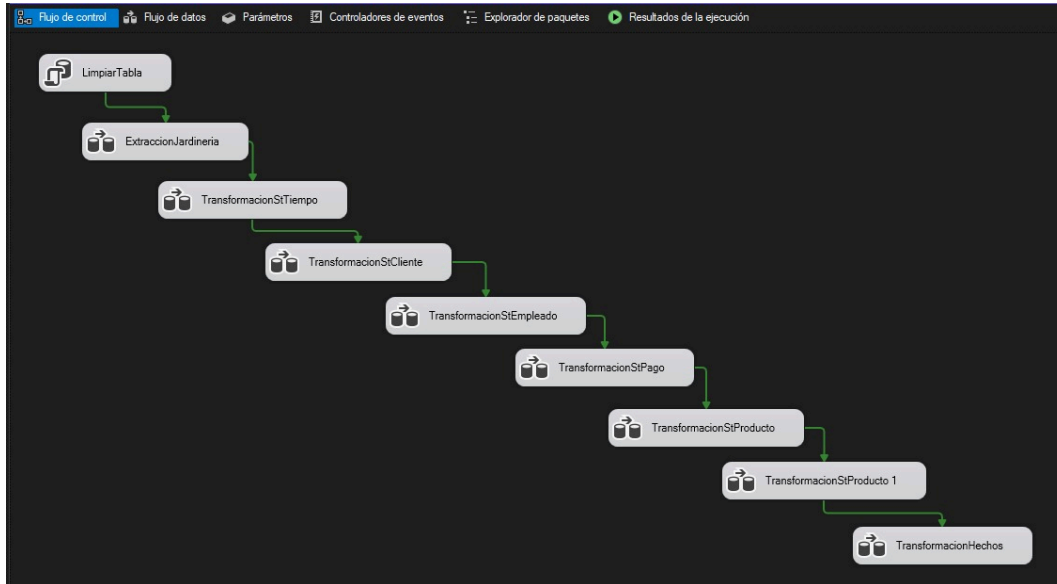 Flujo de control Flujo de datos Parámetros Controladores de eventos Explorador de paquetes Resultados de la ejecución
LimpiarTabla
ExtraccionJardineria
TransformacionStTiempo
TransformacionStCliente
TransformacionStEmpleado
TransformacionStPago
TransformacionStProducto
TransformacionStProducto 1
TransformacionHechos